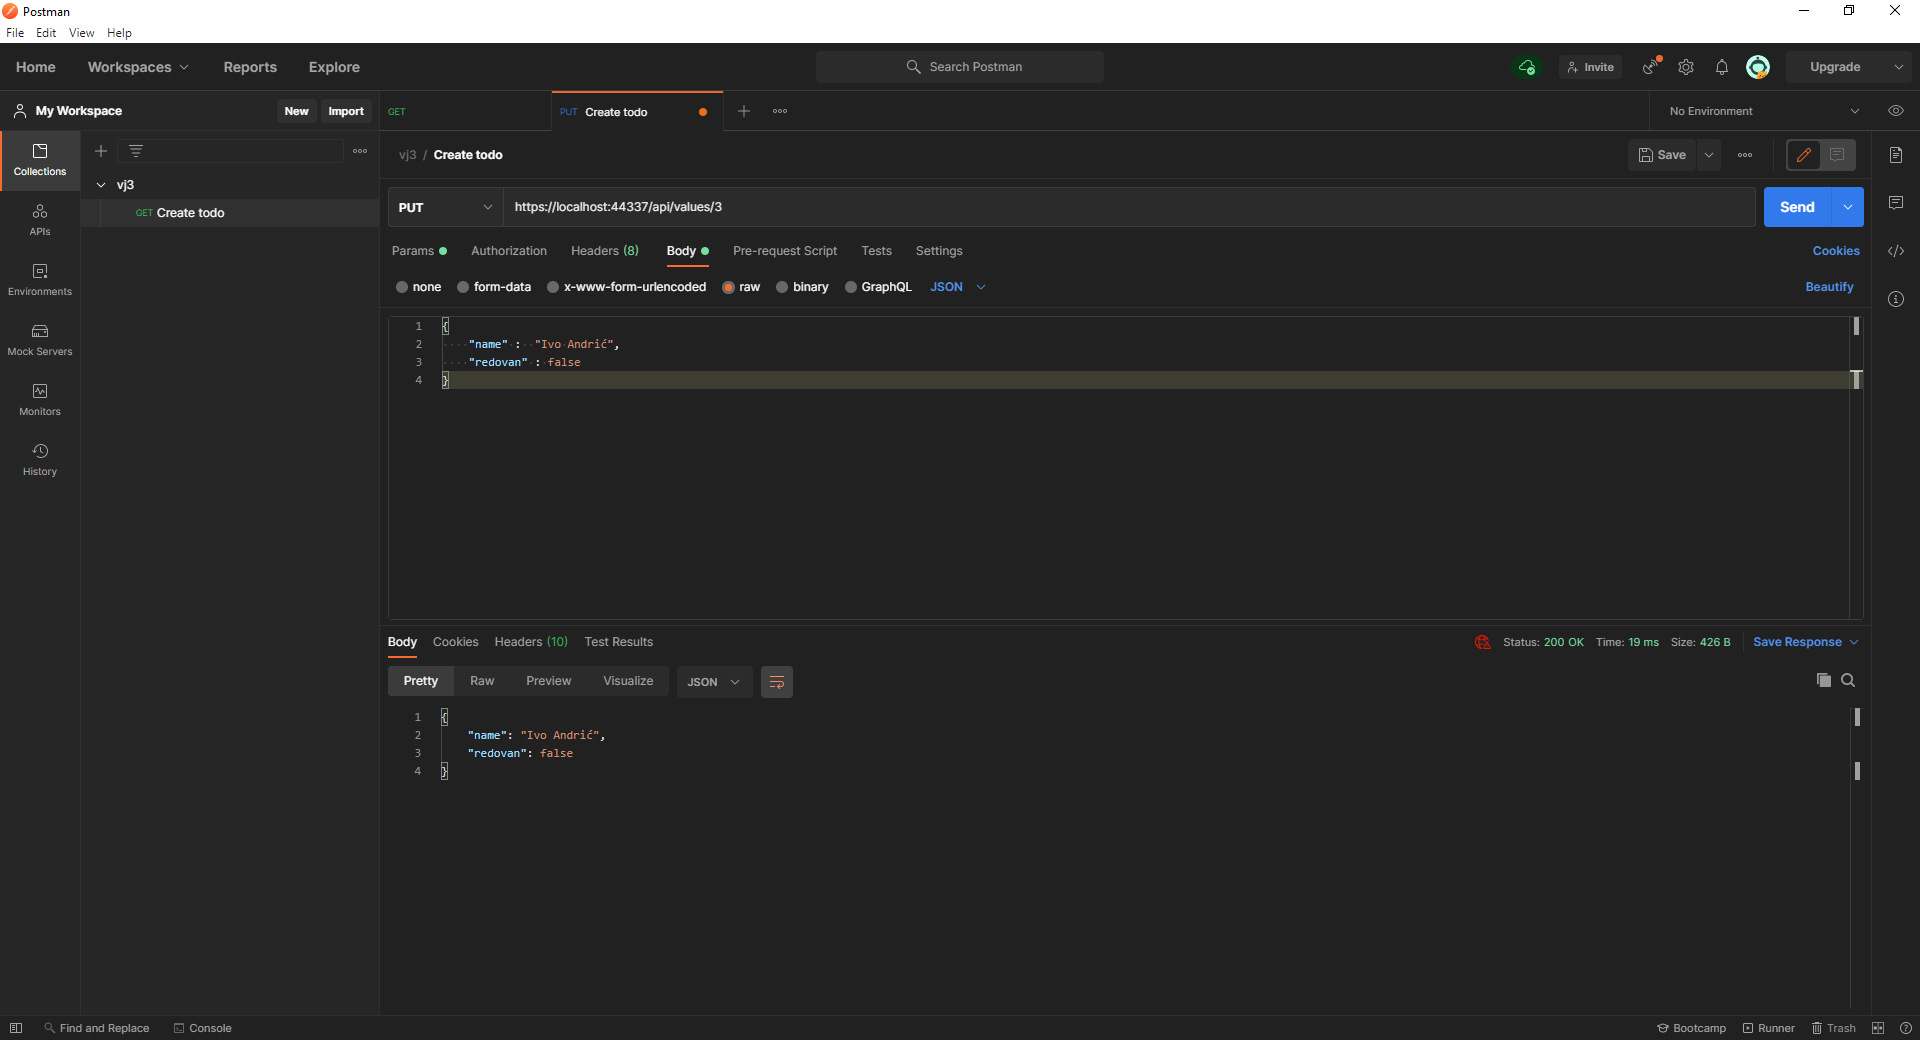 Postman
File Edit View Help
Home Workspaces Reports Explore Search Postman Invite Upgrade
My Workspace New Import GET PUT Create todo No Environment
Collections
APIs
Environments
Mock Servers
Monitors
History
vj3
GET Create todo
vj3 / Create todo Save
PUT https://localhost:44337/api/values/3 Send
Params Authorization Headers (8) Body Pre-request Script Tests Settings Cookies
none form-data x-www-form-urlencoded raw binary GraphQL JSON Beautify
1 {
2 "name" : "Ivo Andrić",
3 "redovan" : false
4 }
Body Cookies Headers (10) Test Results Status: 200 OK Time: 19 ms Size: 426 B Save Response
Pretty Raw Preview Visualize JSON
1 {
2 "name": "Ivo Andrić",
3 "redovan": false
4 }
Find and Replace Console Bootcamp Runner Trash